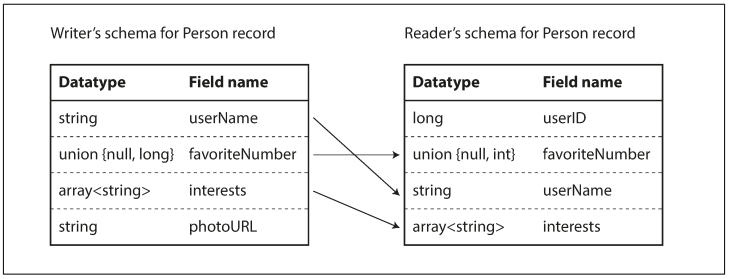 Writer's schema for Person record
Datatype Field name
string userName
union {null, long} favoriteNumber
array<string> interests
string photoURL
Reader's schema for Person record
Datatype Field name
long userID
union {null, int} favoriteNumber
string userName
array<string> interests